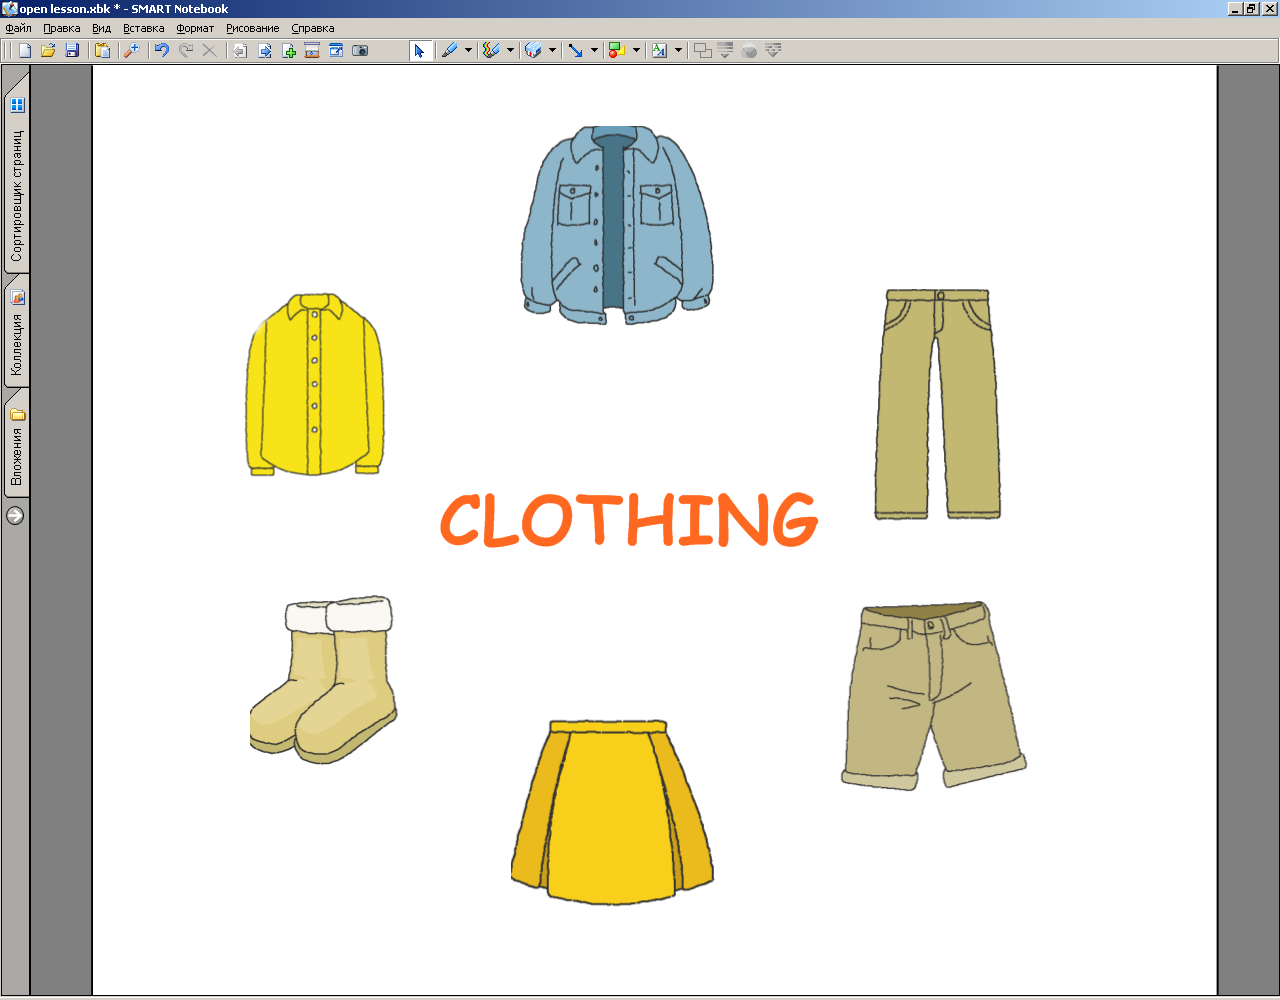 open lesson.xbk * - SMART Notebook
Файл Правка Вид Вставка Формат Рисование Справка
Сортировщик страниц
Коллекция
Вложения
CLOTHING